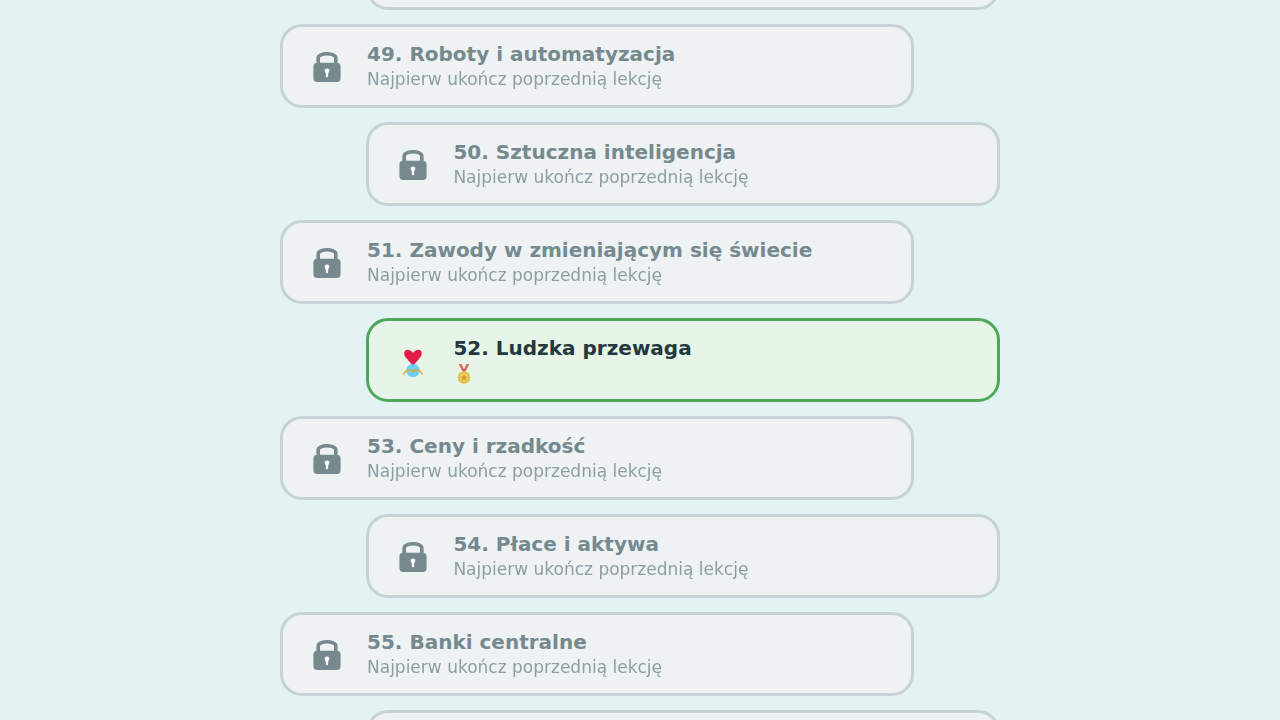 49. Roboty i automatyzacja
Najpierw ukończ poprzednią lekcję
50. Sztuczna inteligencja
Najpierw ukończ poprzednią lekcję
51. Zawody w zmieniającym się świecie
Najpierw ukończ poprzednią lekcję
52. Ludzka przewaga
53. Ceny i rzadkość
Najpierw ukończ poprzednią lekcję
54. Płace i aktywa
Najpierw ukończ poprzednią lekcję
55. Banki centralne
Najpierw ukończ poprzednią lekcję